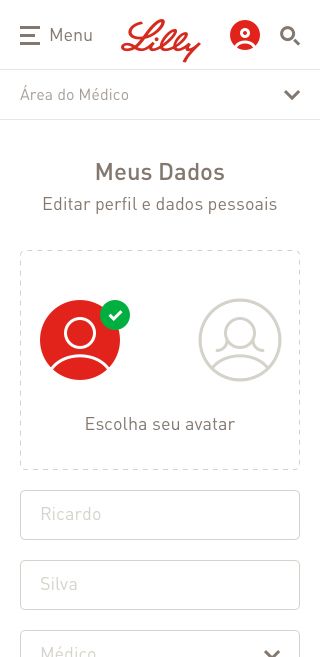 Menu
Lilly
Área do Médico
Meus Dados
Editar perfil e dados pessoais
Escolha seu avatar
Ricardo
Silva
Médico